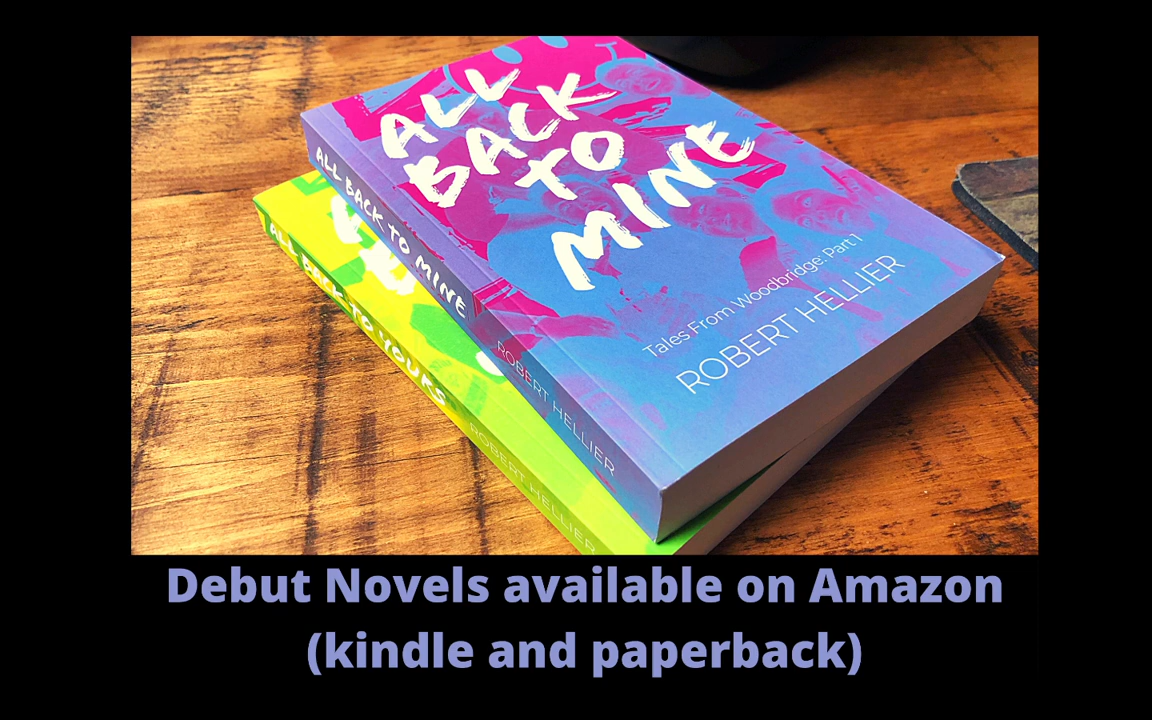 ALL
BACK
TO
MINE
Tales From Woodbridge: Part 1
ROBERT HELLIER
ALL BACK TO MINE
ROBERT HELLIER
ALL BACK TO YOURS
ROBERT HELLIER
Debut Novels available on Amazon
(kindle and paperback)